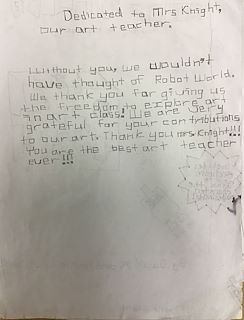 Dedicated to Mrs Knight,
our art teacher.
Without you, we wouldn't
have thought of Robot World.
We thank you for giving us
the freedom to explore art
in art class! We are very
grateful for your contributions
to our art. Thank you mrs Knight!!!
You are the best art teacher
ever!!!